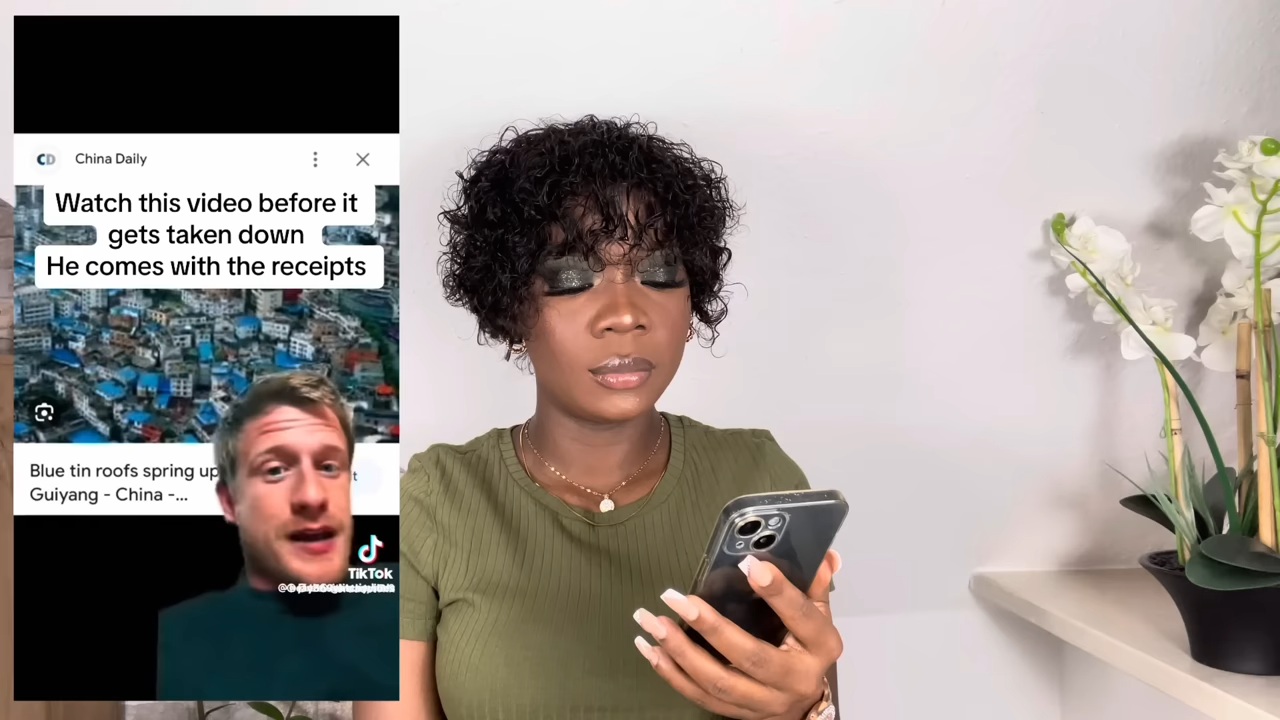 CD
China Daily
Watch this video before it
gets taken down
He comes with the receipts
Blue tin roofs spring up
Guiyang - China -...
TikTok